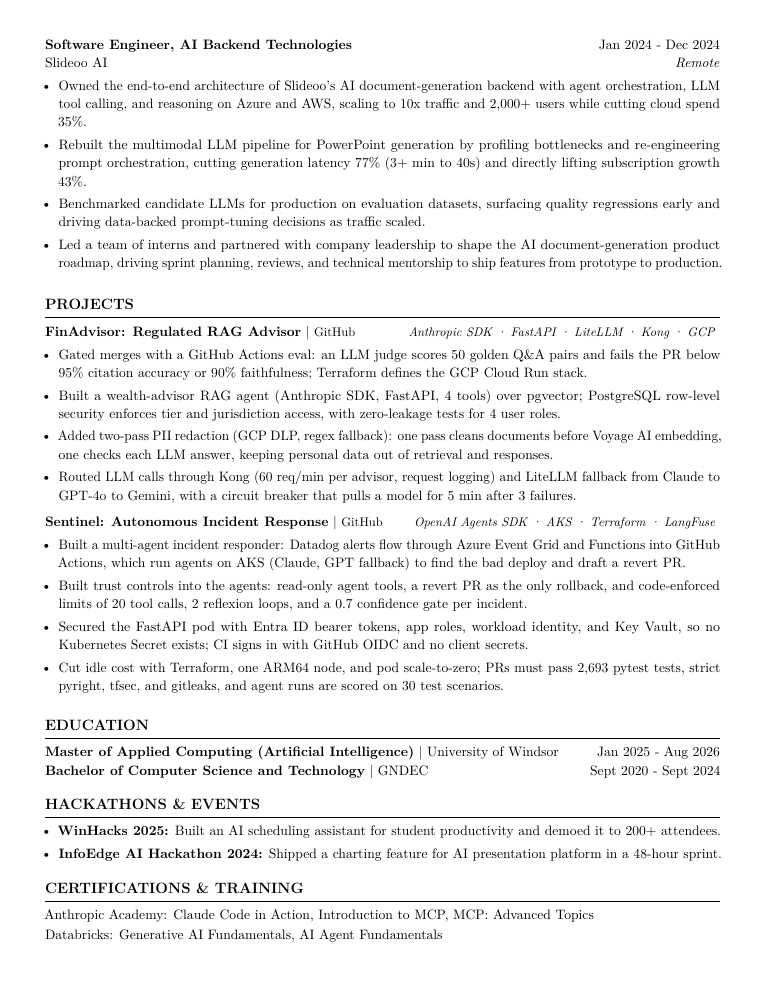 Software Engineer, AI Backend Technologies Jan 2024 - Dec 2024
Slideoo AI Remote
• Owned the end-to-end architecture of Slideoo's AI document-generation backend with agent orchestration, LLM
tool calling, and reasoning on Azure and AWS, scaling to 10x traffic and 2,000+ users while cutting cloud spend
35%.
• Rebuilt the multimodal LLM pipeline for PowerPoint generation by profiling bottlenecks and re-engineering
prompt orchestration, cutting generation latency 77% (3+ min to 40s) and directly lifting subscription growth
43%.
• Benchmarked candidate LLMs for production on evaluation datasets, surfacing quality regressions early and
driving data-backed prompt-tuning decisions as traffic scaled.
• Led a team of interns and partnered with company leadership to shape the AI document-generation product
roadmap, driving sprint planning, reviews, and technical mentorship to ship features from prototype to production.
PROJECTS
FinAdvisor: Regulated RAG Advisor | GitHub Anthropic SDK · FastAPI · LiteLLM · Kong · GCP
• Gated merges with a GitHub Actions eval: an LLM judge scores 50 golden Q&A pairs and fails the PR below
95% citation accuracy or 90% faithfulness; Terraform defines the GCP Cloud Run stack.
• Built a wealth-advisor RAG agent (Anthropic SDK, FastAPI, 4 tools) over pgvector; PostgreSQL row-level
security enforces tier and jurisdiction access, with zero-leakage tests for 4 user roles.
• Added two-pass PII redaction (GCP DLP, regex fallback): one pass cleans documents before Voyage AI embedding,
one checks each LLM answer, keeping personal data out of retrieval and responses.
• Routed LLM calls through Kong (60 req/min per advisor, request logging) and LiteLLM fallback from Claude to
GPT-4o to Gemini, with a circuit breaker that pulls a model for 5 min after 3 failures.
Sentinel: Autonomous Incident Response | GitHub OpenAI Agents SDK · AKS · Terraform · LangFuse
• Built a multi-agent incident responder: Datadog alerts flow through Azure Event Grid and Functions into GitHub
Actions, which run agents on AKS (Claude, GPT fallback) to find the bad deploy and draft a revert PR.
• Built trust controls into the agents: read-only agent tools, a revert PR as the only rollback, and code-enforced
limits of 20 tool calls, 2 reflexion loops, and a 0.7 confidence gate per incident.
• Secured the FastAPI pod with Entra ID bearer tokens, app roles, workload identity, and Key Vault, so no
Kubernetes Secret exists; CI signs in with GitHub OIDC and no client secrets.
• Cut idle cost with Terraform, one ARM64 node, and pod scale-to-zero; PRs must pass 2,693 pytest tests, strict
pyright, tfsec, and gitleaks, and agent runs are scored on 30 test scenarios.
EDUCATION
Master of Applied Computing (Artificial Intelligence) | University of Windsor Jan 2025 - Aug 2026
Bachelor of Computer Science and Technology | GNDEC Sept 2020 - Sept 2024
HACKATHONS & EVENTS
• WinHacks 2025: Built an AI scheduling assistant for student productivity and demoed it to 200+ attendees.
• InfoEdge AI Hackathon 2024: Shipped a charting feature for AI presentation platform in a 48-hour sprint.
CERTIFICATIONS & TRAINING
Anthropic Academy: Claude Code in Action, Introduction to MCP, MCP: Advanced Topics
Databricks: Generative AI Fundamentals, AI Agent Fundamentals